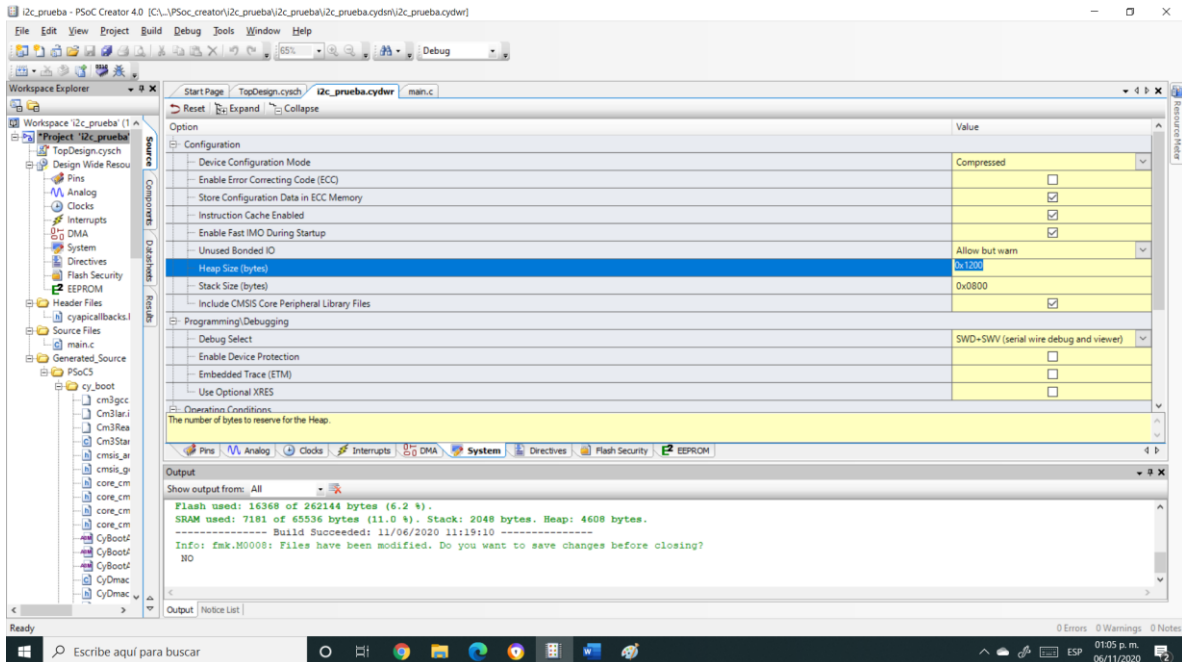 i2c_prueba - PSoC Creator 4.0 [C:\...\PSoc_creator\i2c_prueba\i2c_prueba\i2c_prueba.cydsn\i2c_prueba.cydwr]
File Edit View Project Build Debug Tools Window Help
65% Debug
Workspace Explorer
Start Page TopDesign.cysch i2c_prueba.cydwr main.c
Reset Expand Collapse
Workspace 'i2c_prueba' (1
*Project 'i2c_prueba'
TopDesign.cysch
Design Wide Resou
Pins
Analog
Clocks
Interrupts
DMA
System
Directives
Flash Security
EEPROM
Header Files
cyapicallbacks.l
Source Files
main.c
Generated_Source
PSoC5
cy_boot
cm3gcc.
Cm3Iar.i
Cm3Rea
Cm3Star
cmsis_ar
cmsis_g
core_cm
core_cm
core_cm
core_cm
CyBootA
CyBootA
CyBootA
CyDmac
CyDmac
Source
Components
Datasheets
Results
Option Value
Configuration
Device Configuration Mode Compressed
Enable Error Correcting Code (ECC)
Store Configuration Data in ECC Memory
Instruction Cache Enabled
Enable Fast IMO During Startup
Unused Bonded IO Allow but warn
Heap Size (bytes) 0x1200
Stack Size (bytes) 0x0800
Include CMSIS Core Peripheral Library Files
Programming\Debugging
Debug Select SWD+SWV (serial wire debug and viewer)
Enable Device Protection
Embedded Trace (ETM)
Use Optional XRES
Operating Conditions
The number of bytes to reserve for the Heap.
Pins Analog Clocks Interrupts DMA System Directives Flash Security EEPROM
Resource Meter
Output
Show output from: All
Flash used: 16368 of 262144 bytes (6.2 %).
SRAM used: 7181 of 65536 bytes (11.0 %). Stack: 2048 bytes. Heap: 4608 bytes.
--------------- Build Succeeded: 11/06/2020 11:19:10 ---------------
Info: fmk.M0008: Files have been modified. Do you want to save changes before closing?
NO
Output Notice List
Ready 0 Errors 0 Warnings 0 Notes
Escribe aquí para buscar
ESP 01:05 p. m.
06/11/2020